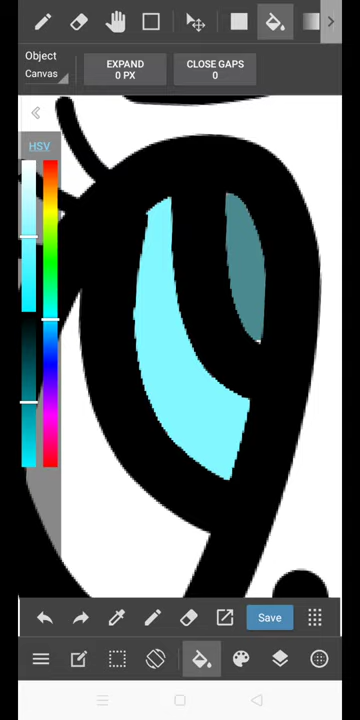 Object
Canvas
EXPAND
0 PX
CLOSE GAPS
0
HSV
Save